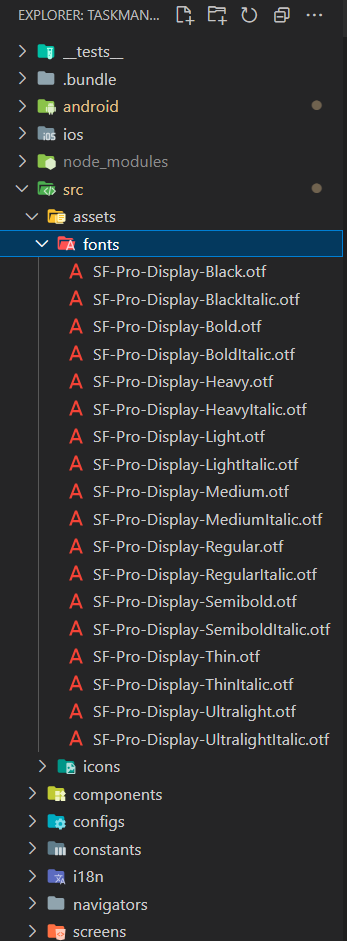 EXPLORER: TASKMAN...
__tests__
.bundle
android
ios
node_modules
src
assets
fonts
SF-Pro-Display-Black.otf
SF-Pro-Display-BlackItalic.otf
SF-Pro-Display-Bold.otf
SF-Pro-Display-BoldItalic.otf
SF-Pro-Display-Heavy.otf
SF-Pro-Display-HeavyItalic.otf
SF-Pro-Display-Light.otf
SF-Pro-Display-LightItalic.otf
SF-Pro-Display-Medium.otf
SF-Pro-Display-MediumItalic.otf
SF-Pro-Display-Regular.otf
SF-Pro-Display-RegularItalic.otf
SF-Pro-Display-Semibold.otf
SF-Pro-Display-SemiboldItalic.otf
SF-Pro-Display-Thin.otf
SF-Pro-Display-ThinItalic.otf
SF-Pro-Display-Ultralight.otf
SF-Pro-Display-UltralightItalic.otf
icons
components
configs
constants
i18n
navigators
screens